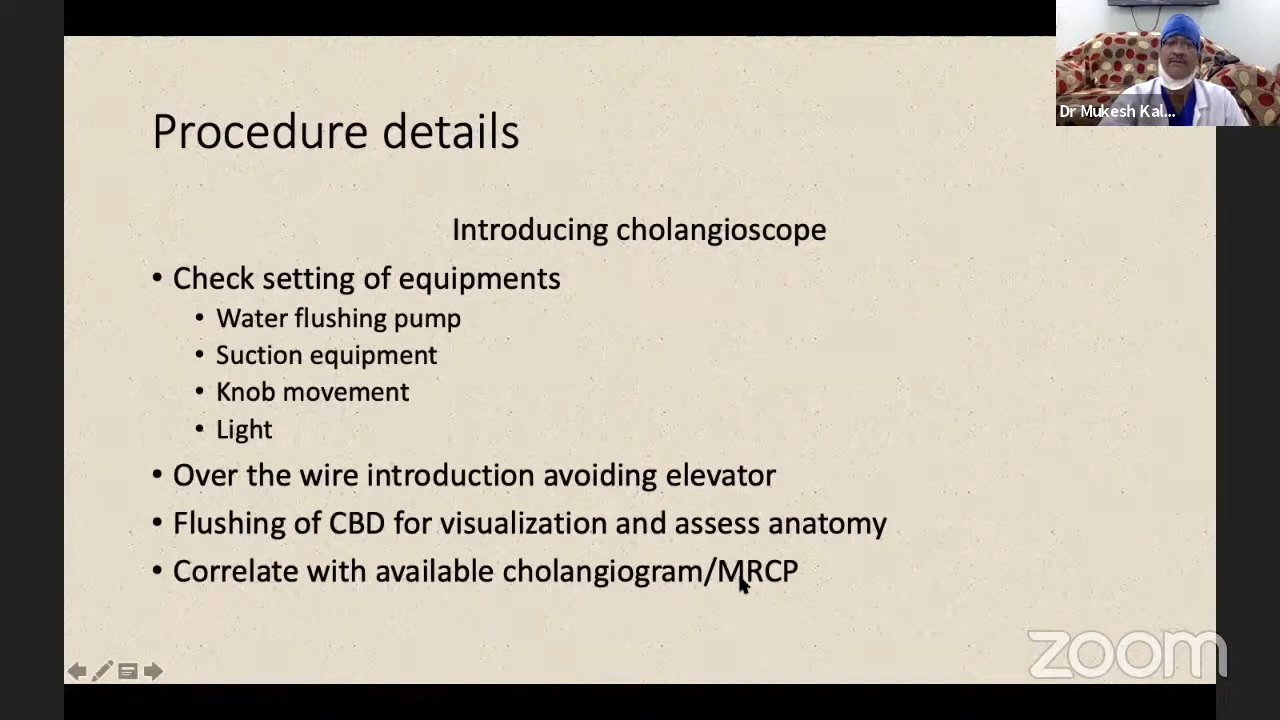 Dr Mukesh Kal...
Procedure details
Introducing cholangioscope
• Check setting of equipments
• Water flushing pump
• Suction equipment
• Knob movement
• Light
• Over the wire introduction avoiding elevator
• Flushing of CBD for visualization and assess anatomy
• Correlate with available cholangiogram/MRCP
zoom